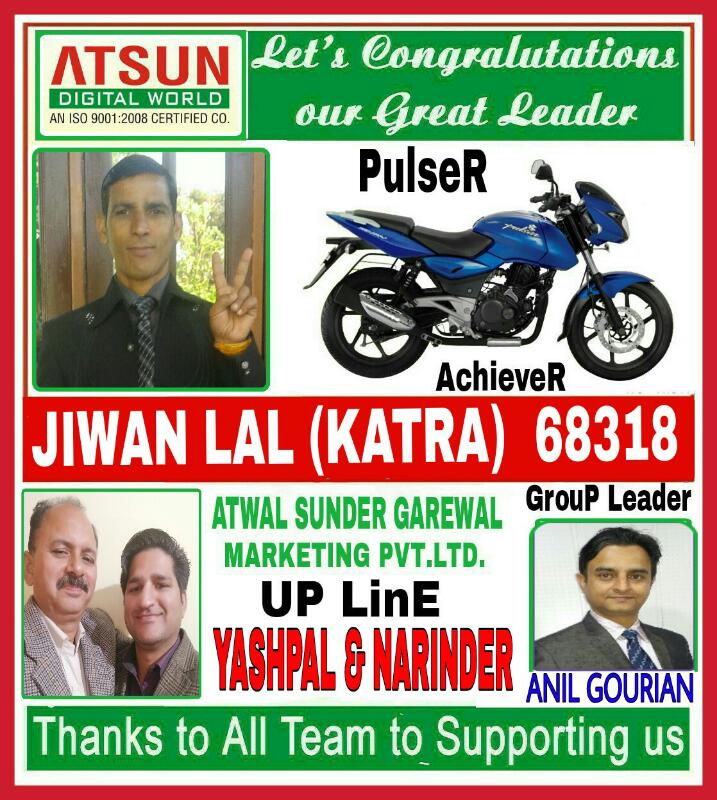 ATSUN
DIGITAL WORLD
AN ISO 9001:2008 CERTIFIED CO.
Let's Congralutations
our Great Leader
PulseR
AchieveR
JIWAN LAL (KATRA) 68318
ATWAL SUNDER GAREWAL
MARKETING PVT.LTD.
UP LinE
YASHPAL & NARINDER
GrouP Leader
ANIL GOURIAN
Thanks to All Team to Supporting us